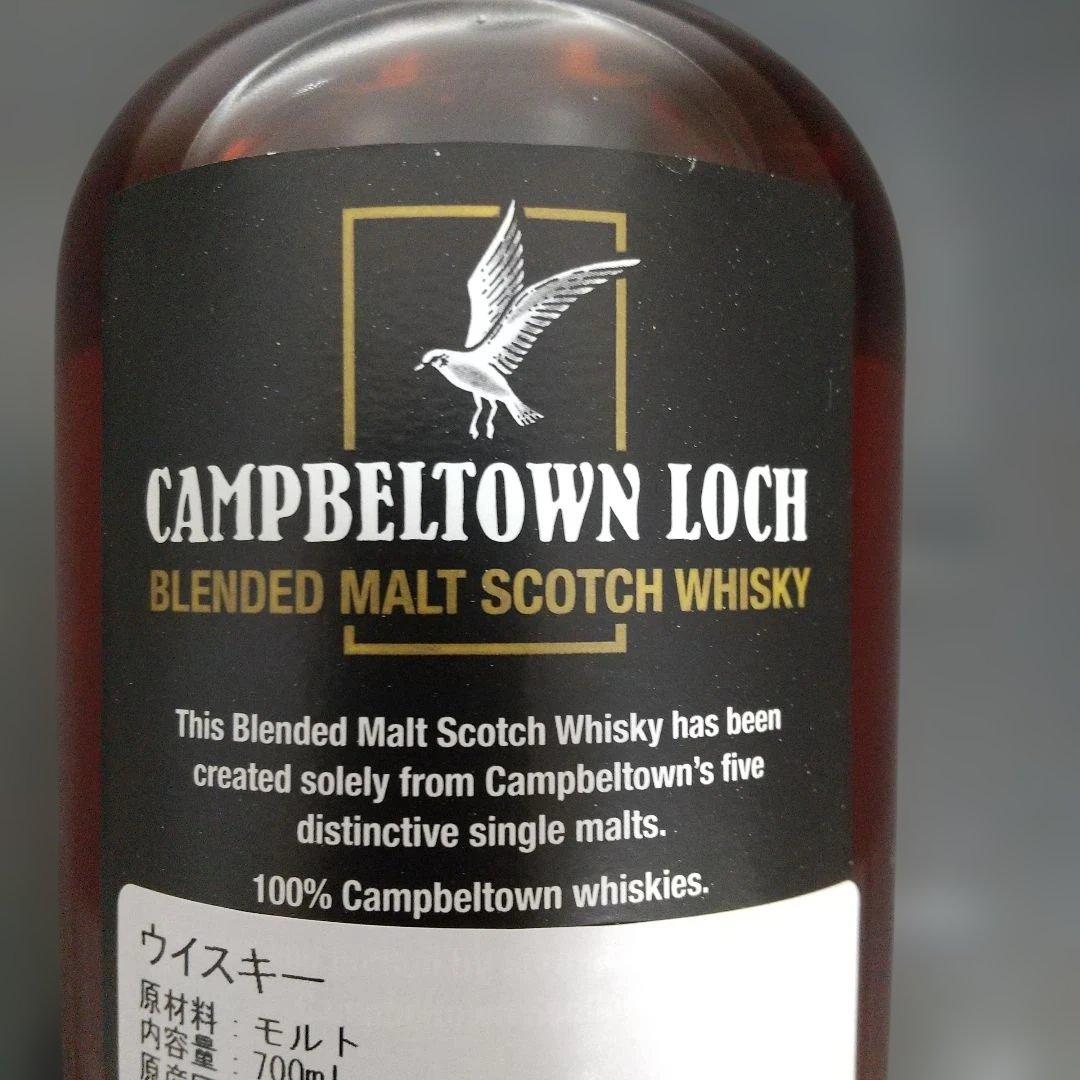 CAMPBELTOWN LOCH
BLENDED MALT SCOTCH WHISKY
This Blended Malt Scotch Whisky has been
created solely from Campbeltown's five
distinctive single malts.
100% Campbeltown whiskies.
ウイスキー
原材料：モルト
内容量：700ml